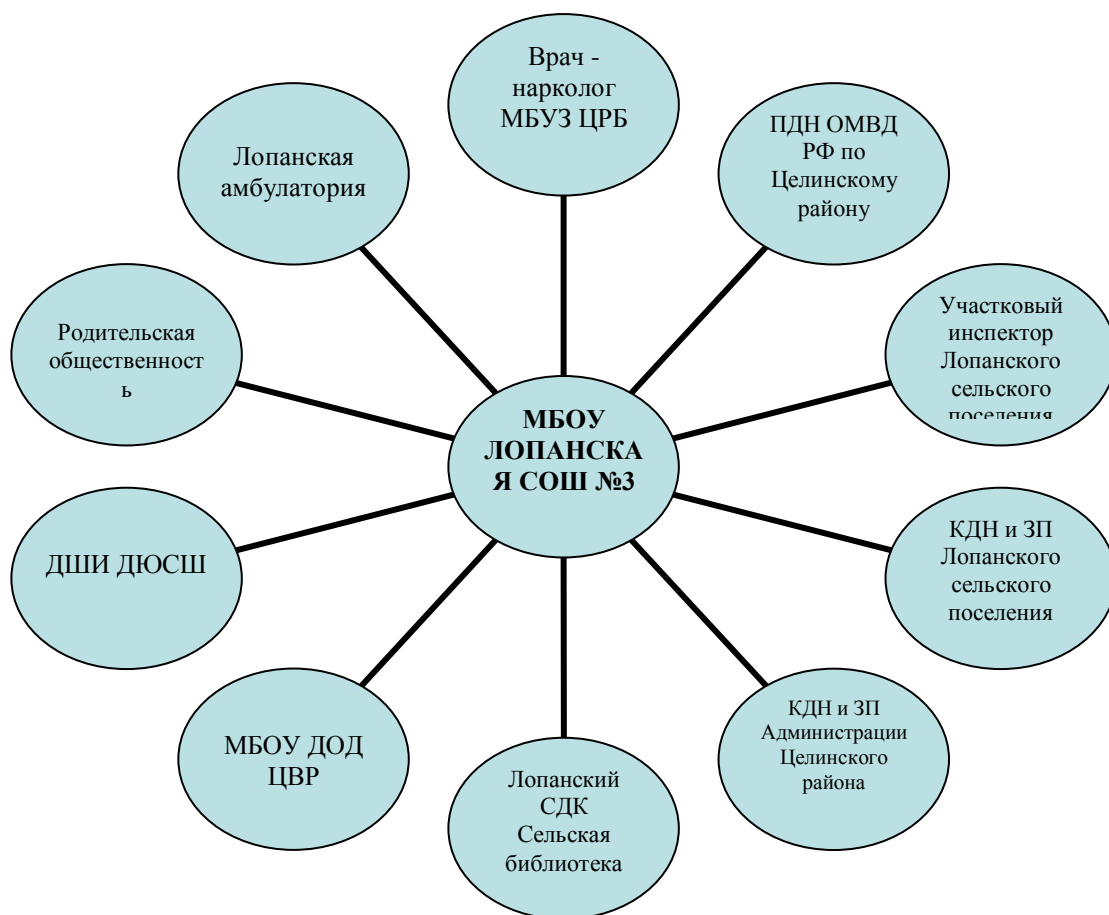 Врач -
нарколог
МБУЗ ЦРБ
ПДН ОМВД
РФ по
Целинскому
району
Участковый
инспектор
Лопанского
сельского
поселения
КДН и ЗП
Лопанского
сельского
поселения
КДН и ЗП
Администрации
Целинского
района
Лопанский
СДК
Сельская
библиотека
МБОУ ДОД
ЦВР
ДШИ ДЮСШ
Родительская
общественност
ь
Лопанская
амбулатория
МБОУ
ЛОПАНСКА
Я СОШ №3